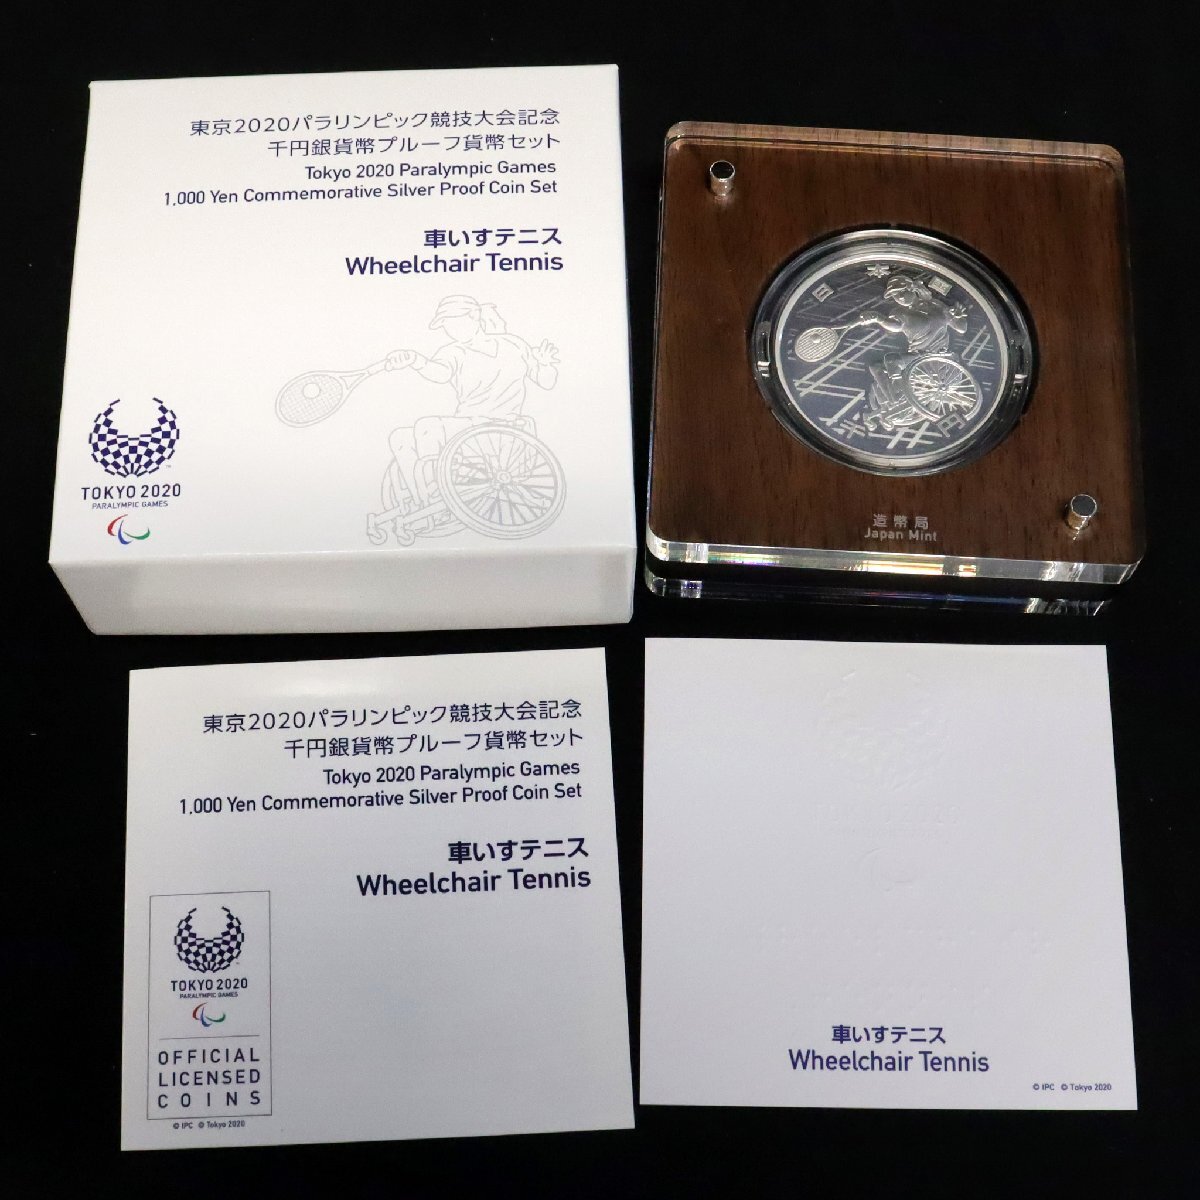 東京2020パラリンピック競技大会記念
千円銀貨幣プルーフ貨幣セット
Tokyo 2020 Paralympic Games
1,000 Yen Commemorative Silver Proof Coin Set
車いすテニス
Wheelchair Tennis
TOKYO 2020
PARALYMPIC GAMES
日本国
千円
造幣局
Japan Mint
東京2020パラリンピック競技大会記念
千円銀貨幣プルーフ貨幣セット
Tokyo 2020 Paralympic Games
1,000 Yen Commemorative Silver Proof Coin Set
車いすテニス
Wheelchair Tennis
TOKYO 2020
PARALYMPIC GAMES
OFFICIAL
LICENSED
COINS
© IPC © Tokyo 2020
車いすテニス
Wheelchair Tennis
© IPC © Tokyo 2020